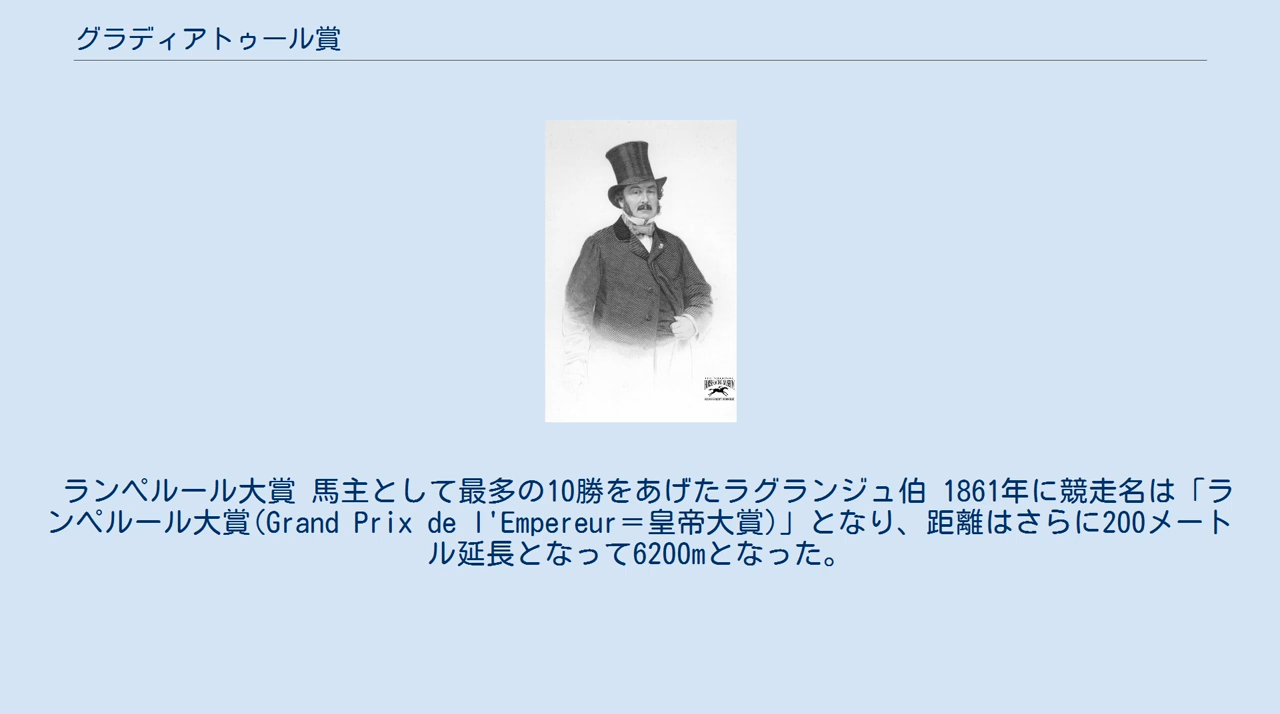 グラディアトゥール賞
ランペルール大賞 馬主として最多の10勝をあげたラグランジュ伯 1861年に競走名は「ラ
ンペルール大賞(Grand Prix de l'Empereur＝皇帝大賞)」となり、距離はさらに200メート
ル延長となって6200mとなった。